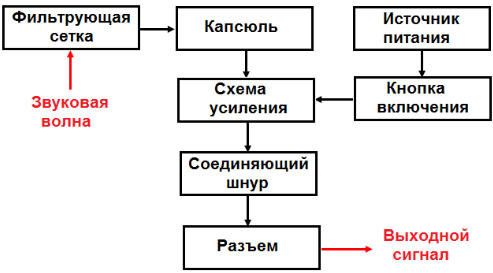 Фильтрующая
сетка
Капсюль
Источник
питания
Звуковая
волна
Схема
усиления
Кнопка
включения
Соединяющий
шнур
Разъем
Выходной
сигнал